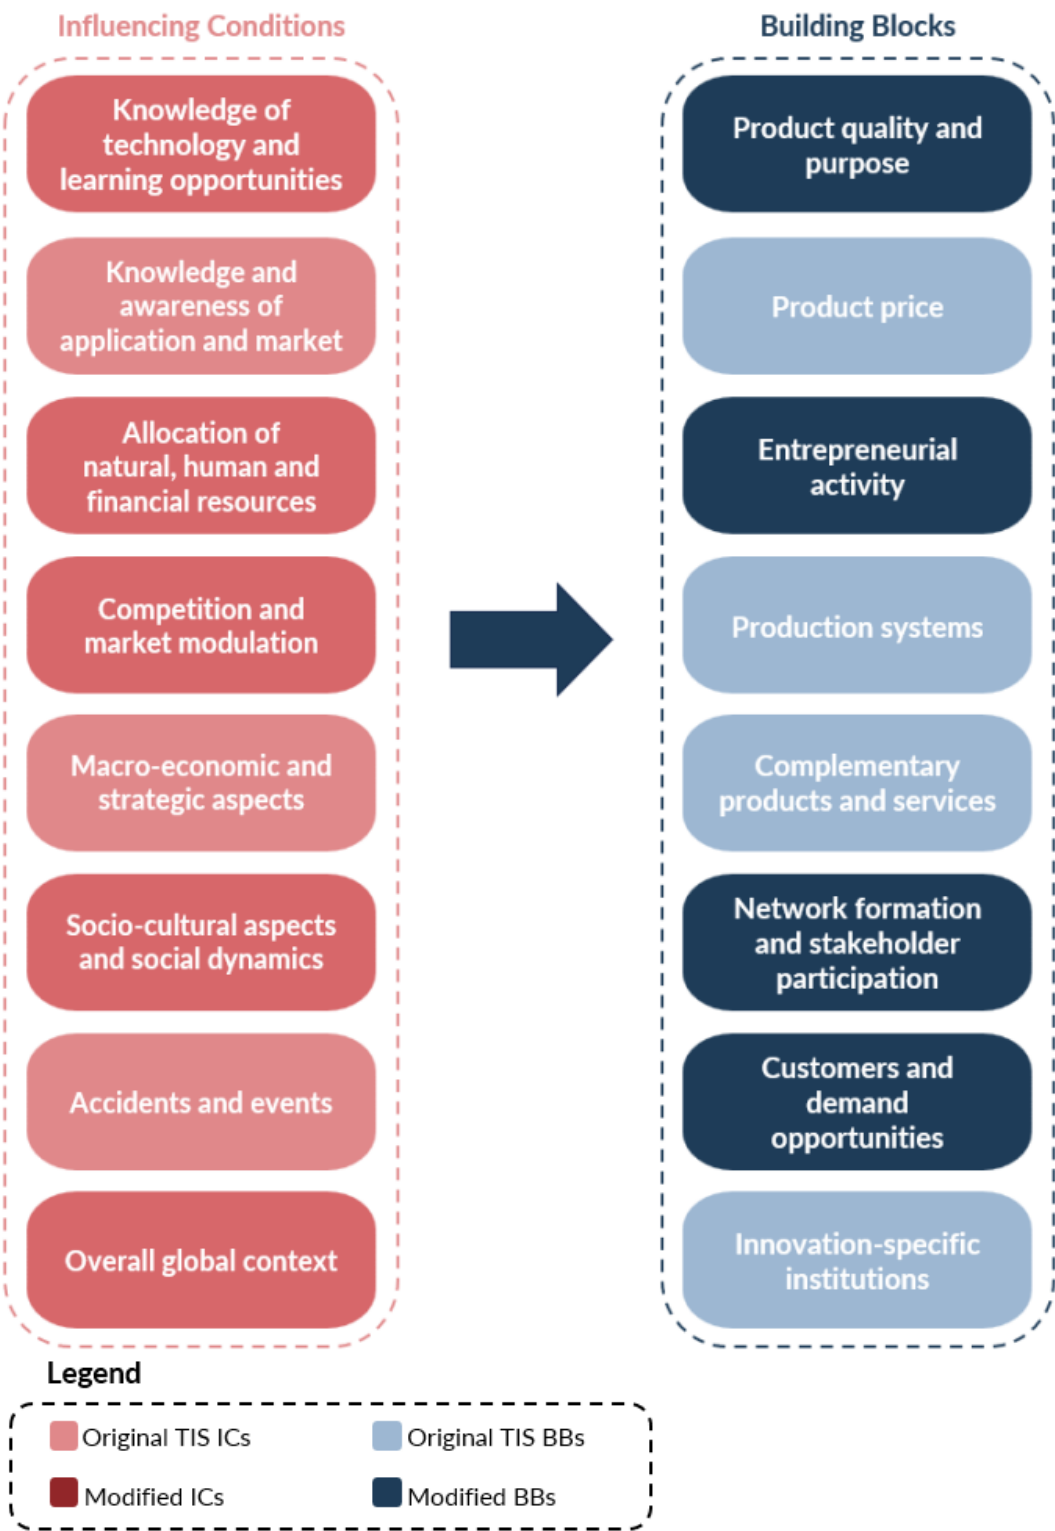 Influencing Conditions
Knowledge of
technology and
learning opportunities
Knowledge and
awareness of
application and market
Allocation of
natural, human and
financial resources
Competition and
market modulation
Macro-economic and
strategic aspects
Socio-cultural aspects
and social dynamics
Accidents and events
Overall global context
Building Blocks
Product quality and
purpose
Product price
Entrepreneurial
activity
Production systems
Complementary
products and services
Network formation
and stakeholder
participation
Customers and
demand
opportunities
Innovation-specific
institutions
Legend
Original TIS ICs
Original TIS BBs
Modified ICs
Modified BBs